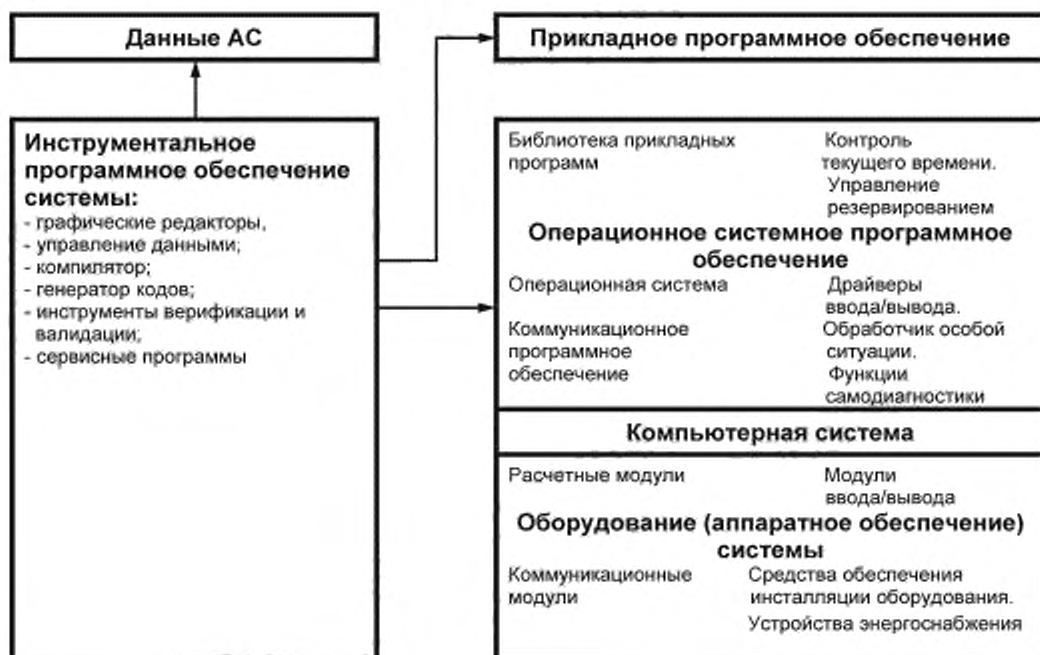 Данные АС
Прикладное программное обеспечение
Инструментальное
программное обеспечение
системы:
- графические редакторы,
- управление данными;
- компилятор;
- генератор кодов;
- инструменты верификации и
валидации;
- сервисные программы
Библиотека прикладных
программ
Контроль
текущего времени.
Управление
резервированием
Операционное системное программное
обеспечение
Операционная система
Драйверы
ввода/вывода.
Коммуникационное
программное
обеспечение
Обработчик особой
ситуации.
Функции
самодиагностики
Компьютерная система
Расчетные модули
Модули
ввода/вывода
Оборудование (аппаратное обеспечение)
системы
Коммуникационные
модули
Средства обеспечения
инсталляции оборудования.
Устройства энергоснабжения